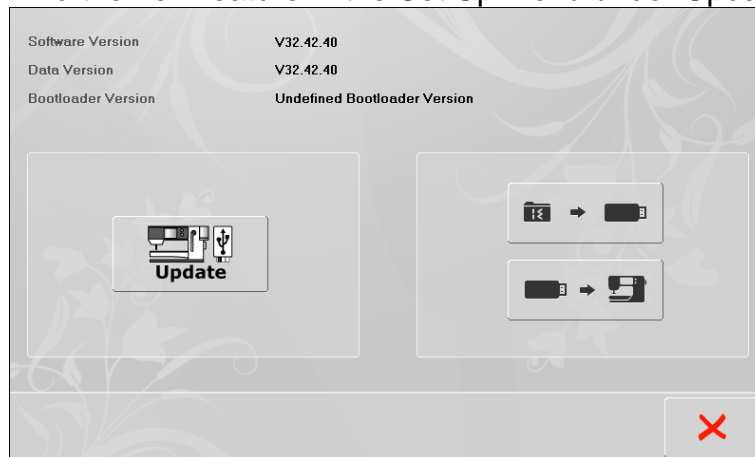 Software Version V32.42.40
Data Version V32.42.40
Bootloader Version Undefined Bootloader Version
Update